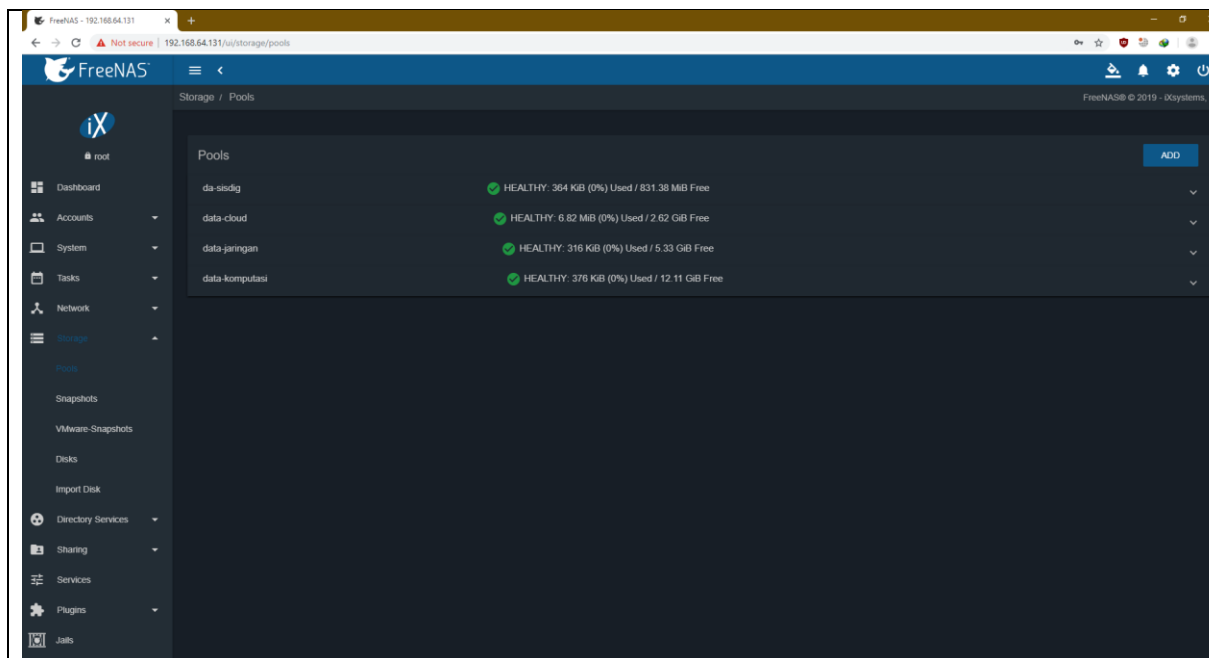 FreeNAS - 192.168.64.131
Not secure | 192.168.64.131/ui/storage/pools
FreeNAS
Storage / Pools
FreeNAS® © 2019 - iXsystems,
iX
root
Pools
ADD
Dashboard
da-sisdig HEALTHY: 364 KiB (0%) Used / 831.38 MiB Free
Accounts
data-cloud HEALTHY: 6.82 MiB (0%) Used / 2.62 GiB Free
System
data-jaringan HEALTHY: 316 KiB (0%) Used / 5.33 GiB Free
Tasks
data-komputasi HEALTHY: 376 KiB (0%) Used / 12.11 GiB Free
Network
Storage
Pools
Snapshots
VMware-Snapshots
Disks
Import Disk
Directory Services
Sharing
Services
Plugins
Jails